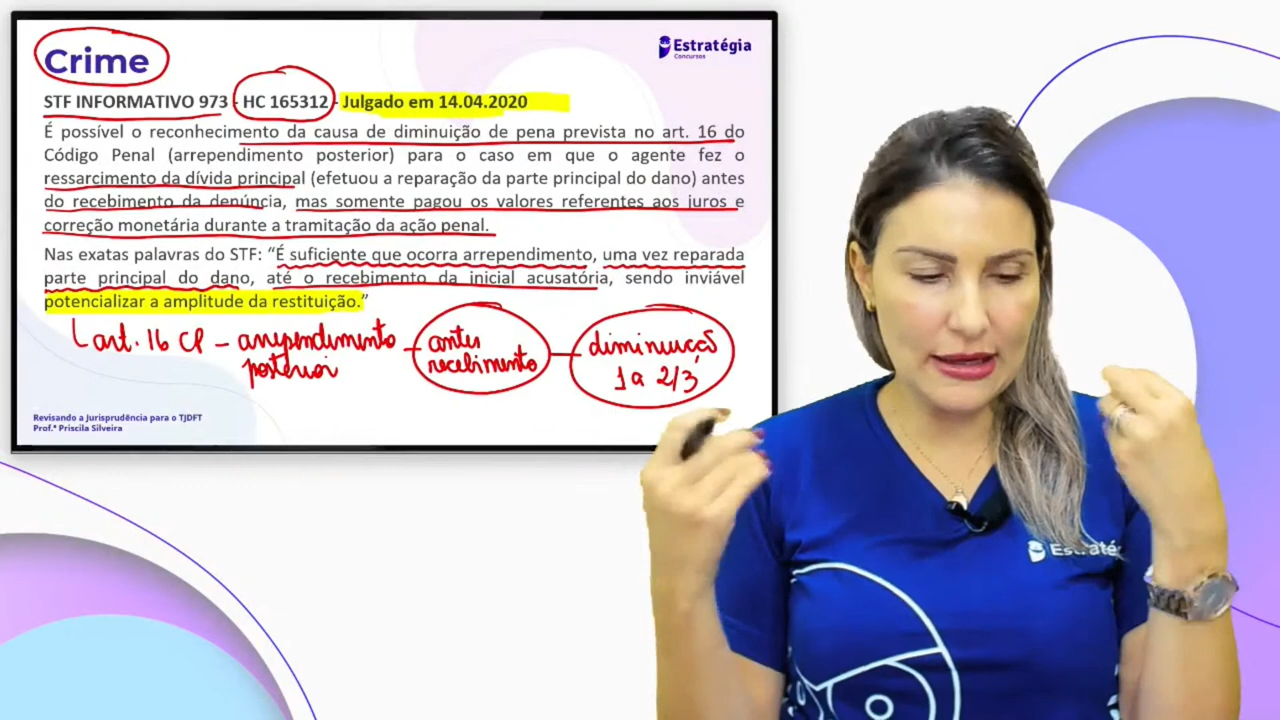 Crime
Estratégia
Concursos
STF INFORMATIVO 973 - HC 165312 - Julgado em 14.04.2020
É possível o reconhecimento da causa de diminuição de pena prevista no art. 16 do
Código Penal (arrependimento posterior) para o caso em que o agente fez o
ressarcimento da dívida principal (efetuou a reparação da parte principal do dano) antes
do recebimento da denúncia, mas somente pagou os valores referentes aos juros e
correção monetária durante a tramitação da ação penal.
Nas exatas palavras do STF: “É suficiente que ocorra arrependimento, uma vez reparada
parte principal do dano, até o recebimento da inicial acusatória, sendo inviável
potencializar a amplitude da restituição.”
art. 16 CP - arrependimento
posterior
antes
recebimento
diminuição
1 a 2/3
Revisando a Jurisprudência para o TJDFT
Prof.ª Priscila Silveira
Estraté